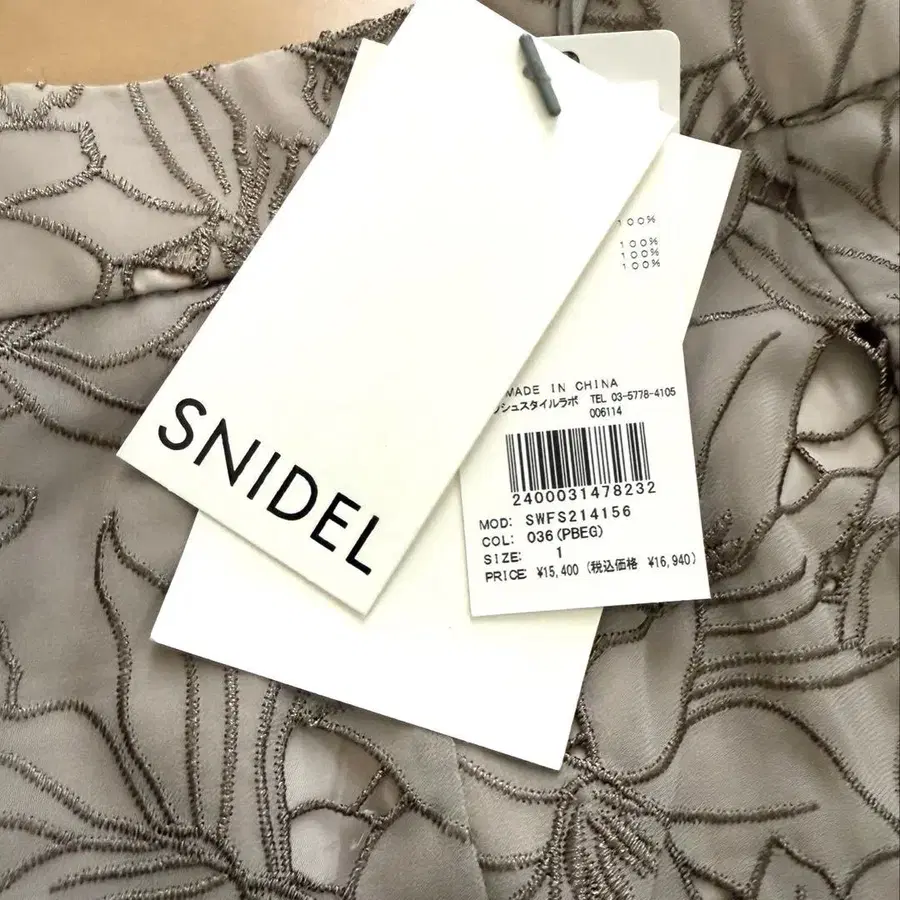 SNIDEL
100%
100%
100%
100%
MADE IN CHINA
ッシュスタイルラボ TEL 03-5778-4105
006114
2400031478232
MOD: SWFS214156
COL: 036(PBEG)
SIZE: 1
PRICE: ¥15,400 (税込価格 ¥16,940)